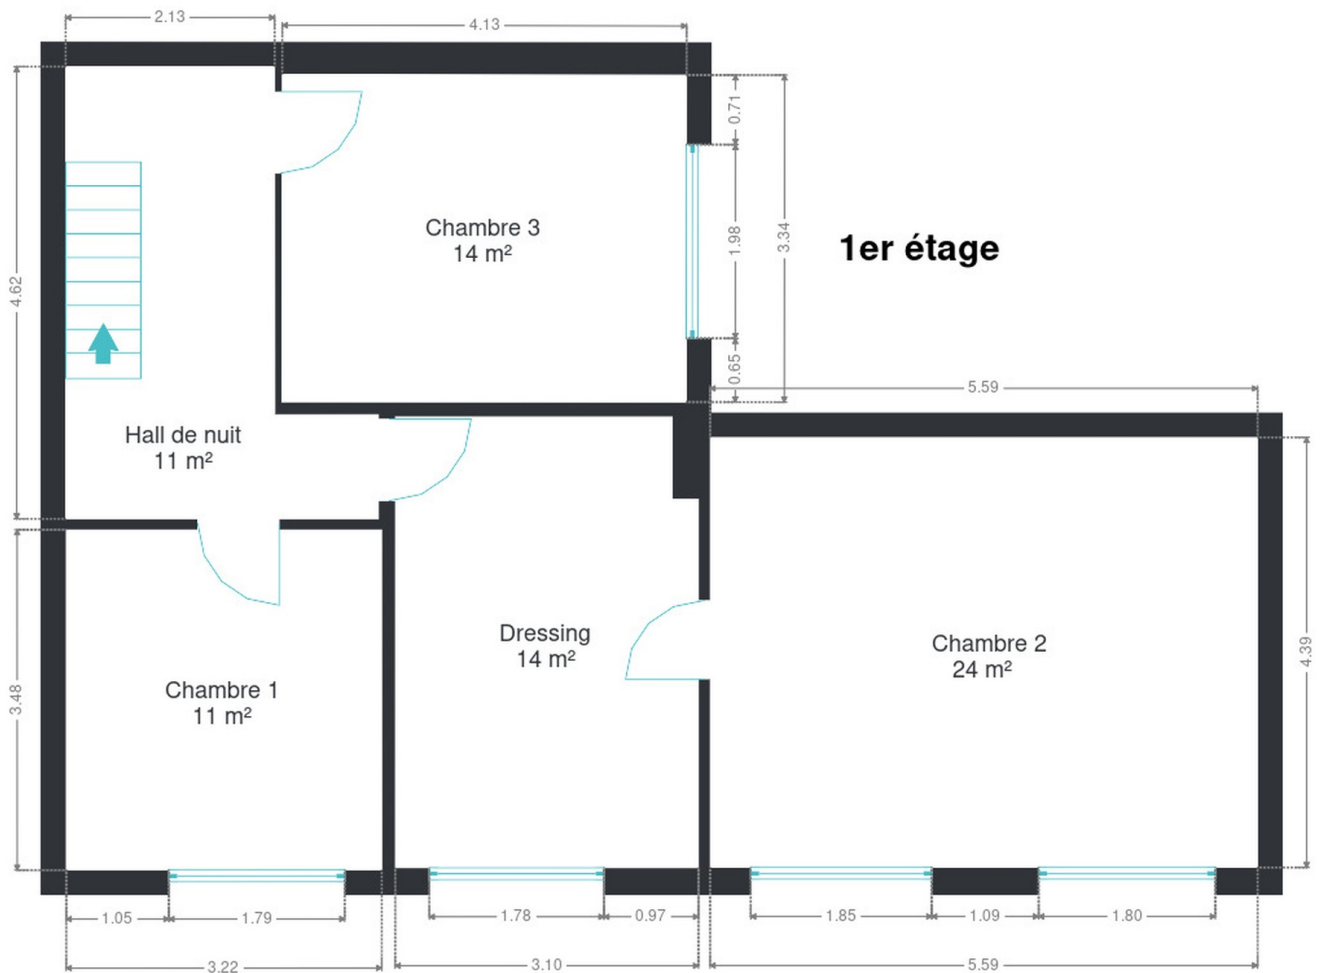 2.13
4.13
0.71
1.98
3.34
0.65
4.62
Chambre 3
14 m²
1er étage
5.59
Hall de nuit
11 m²
4.39
Dressing
14 m²
Chambre 2
24 m²
Chambre 1
11 m²
3.48
1.05
1.79
1.78
0.97
1.85
1.09
1.80
3.22
3.10
5.59